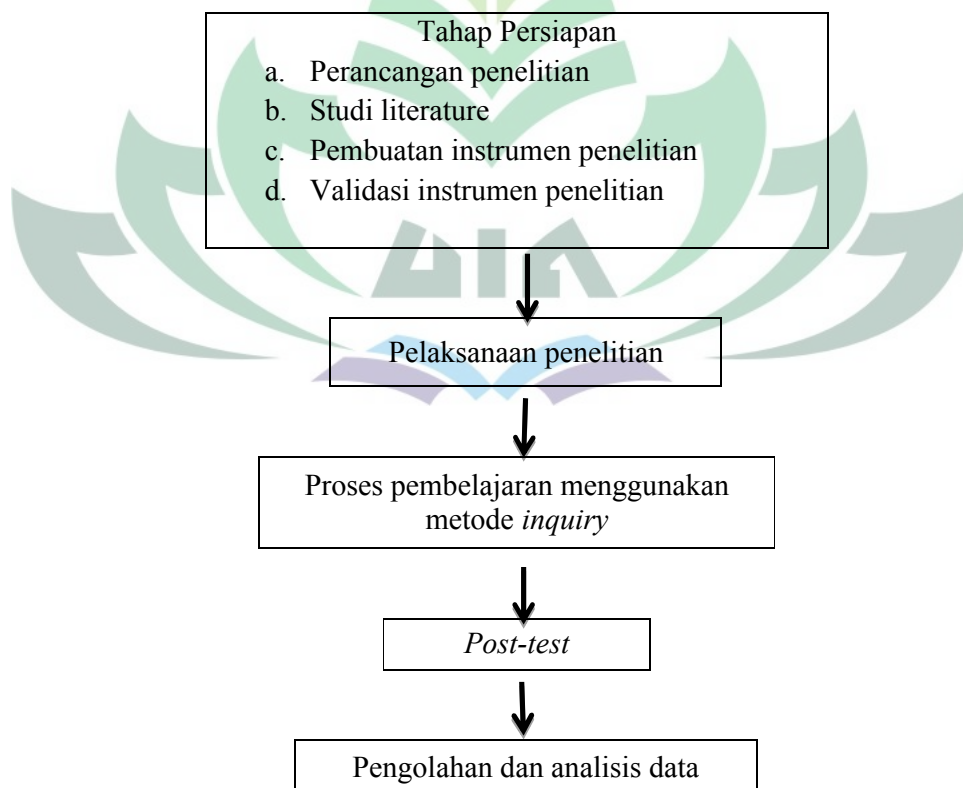 Tahap Persiapan
a. Perancangan penelitian
b. Studi literature
c. Pembuatan instrumen penelitian
d. Validasi instrumen penelitian
UIN
Pelaksanaan penelitian
Proses pembelajaran menggunakan
metode inquiry
Post-test
Pengolahan dan analisis data